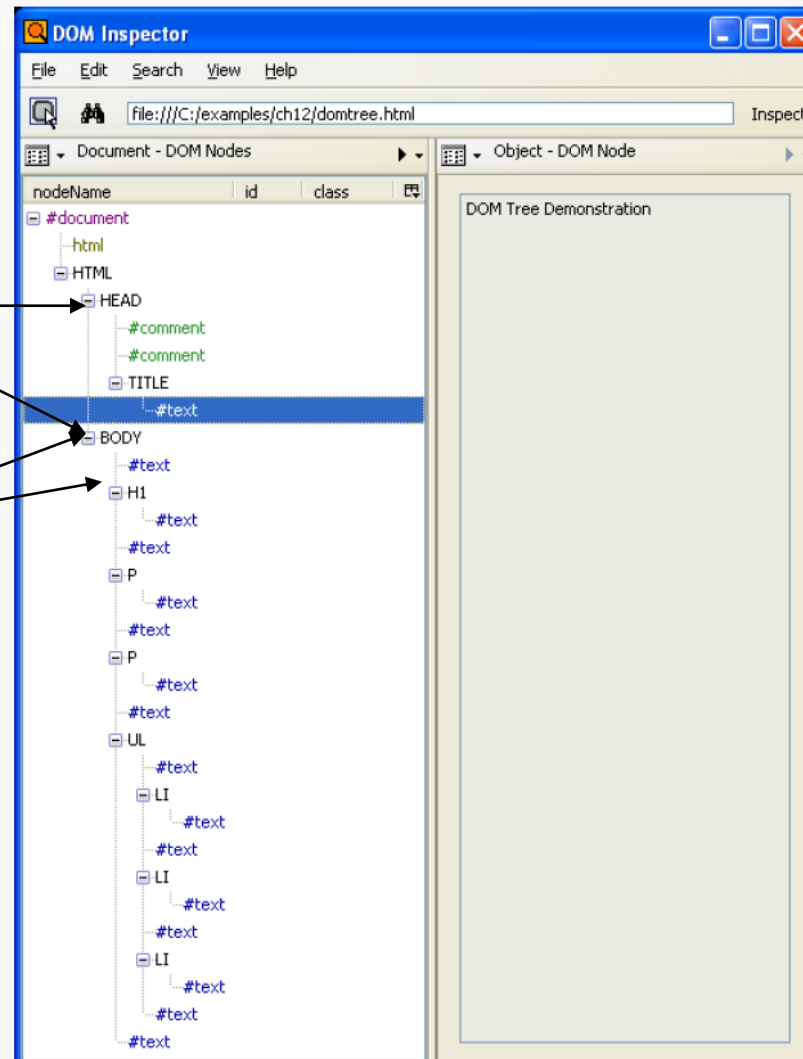 DOM Inspector
File Edit Search View Help
file:///C:/examples/ch12/domtree.html Inspect
Document - DOM Nodes
Object - DOM Node
nodeName id class
DOM Tree Demonstration
#document
html
HTML
HEAD
#comment
#comment
TITLE
#text
BODY
#text
H1
#text
#text
P
#text
#text
P
#text
#text
UL
#text
LI
#text
#text
LI
#text
#text
LI
#text
#text
#text